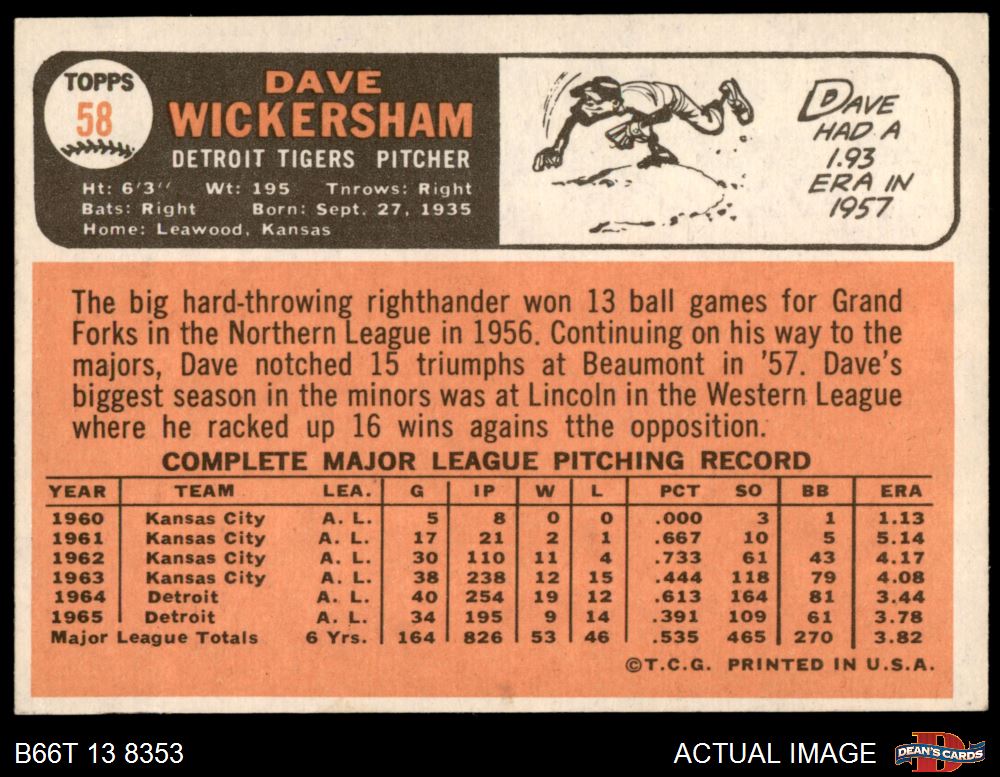 TOPPS
58
DAVE
WICKERSHAM
DETROIT TIGERS PITCHER
Ht: 6'3" Wt: 195 Tnrows: Right
Bats: Right Born: Sept. 27, 1935
Home: Leawood, Kansas
DAVE
HAD A
1.93
ERA IN
1957
The big hard-throwing righthander won 13 ball games for Grand
Forks in the Northern League in 1956. Continuing on his way to the
majors, Dave notched 15 triumphs at Beaumont in '57. Dave's
biggest season in the minors was at Lincoln in the Western League
where he racked up 16 wins agains tthe opposition.
COMPLETE MAJOR LEAGUE PITCHING RECORD
YEAR TEAM LEA. G IP W L PCT SO BB ERA
1960 Kansas City A. L. 5 8 0 0 .000 3 1 1.13
1961 Kansas City A. L. 17 21 2 1 .667 10 5 5.14
1962 Kansas City A. L. 30 110 11 4 .733 61 43 4.17
1963 Kansas City A. L. 38 238 12 15 .444 118 79 4.08
1964 Detroit A. L. 40 254 19 12 .613 164 81 3.44
1965 Detroit A. L. 34 195 9 14 .391 109 61 3.78
Major League Totals 6 Yrs. 164 826 53 46 .535 465 270 3.82
©T.C.G. PRINTED IN U.S.A.
B66T 13 8353
ACTUAL IMAGE
D
DEAN'S CARDS